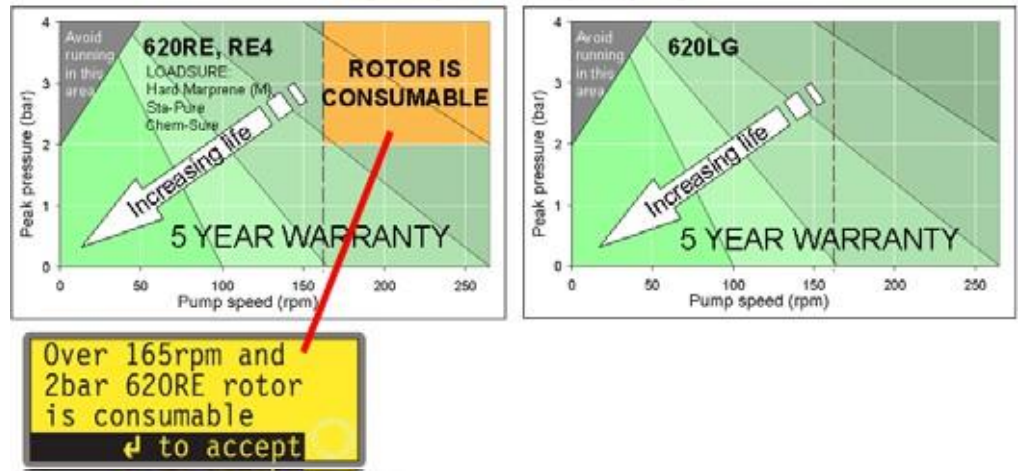 4
3
2
1
0
Peak pressure (bar)
Avoid
running
in this
area
620RE, RE4
LOADSURE:
Hard Marprene (M),
Sta-Pure
Chem-Sure
ROTOR IS
CONSUMABLE
Increasing life
5 YEAR WARRANTY
0 50 100 150 200 250
Pump speed (rpm)
4
3
2
1
0
Peak pressure (bar)
Avoid
running
in this
area
620LG
Increasing life
5 YEAR WARRANTY
0 50 100 150 200 250
Pump speed (rpm)
Over 165rpm and
2bar 620RE rotor
is consumable
↲ to accept